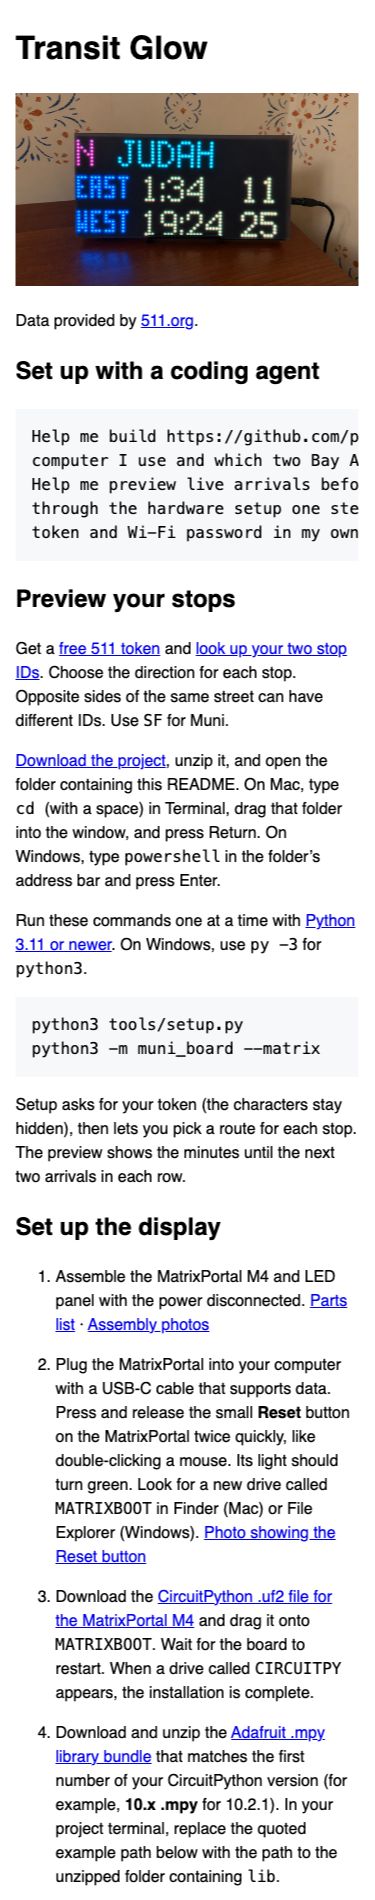 Transit Glow
N JUDAH
EAST 1:34 11
WEST 19:24 25
Data provided by 511.org.
Set up with a coding agent
Help me build https://github.com/p
computer I use and which two Bay A
Help me preview live arrivals befo
through the hardware setup one ste
token and Wi-Fi password in my own
Preview your stops
Get a free 511 token and look up your two stop
IDs. Choose the direction for each stop.
Opposite sides of the same street can have
different IDs. Use SF for Muni.
Download the project, unzip it, and open the
folder containing this README. On Mac, type
cd (with a space) in Terminal, drag that folder
into the window, and press Return. On
Windows, type powershell in the folder’s
address bar and press Enter.
Run these commands one at a time with Python
3.11 or newer. On Windows, use py -3 for
python3.
python3 tools/setup.py
python3 -m muni_board --matrix
Setup asks for your token (the characters stay
hidden), then lets you pick a route for each stop.
The preview shows the minutes until the next
two arrivals in each row.
Set up the display
1. Assemble the MatrixPortal M4 and LED
panel with the power disconnected. Parts
list · Assembly photos
2. Plug the MatrixPortal into your computer
with a USB-C cable that supports data.
Press and release the small Reset button
on the MatrixPortal twice quickly, like
double-clicking a mouse. Its light should
turn green. Look for a new drive called
MATRIXBOOT in Finder (Mac) or File
Explorer (Windows). Photo showing the
Reset button
3. Download the CircuitPython .uf2 file for
the MatrixPortal M4 and drag it onto
MATRIXBOOT. Wait for the board to
restart. When a drive called CIRCUITPY
appears, the installation is complete.
4. Download and unzip the Adafruit .mpy
library bundle that matches the first
number of your CircuitPython version (for
example, 10.x .mpy for 10.2.1). In your
project terminal, replace the quoted
example path below with the path to the
unzipped folder containing lib.